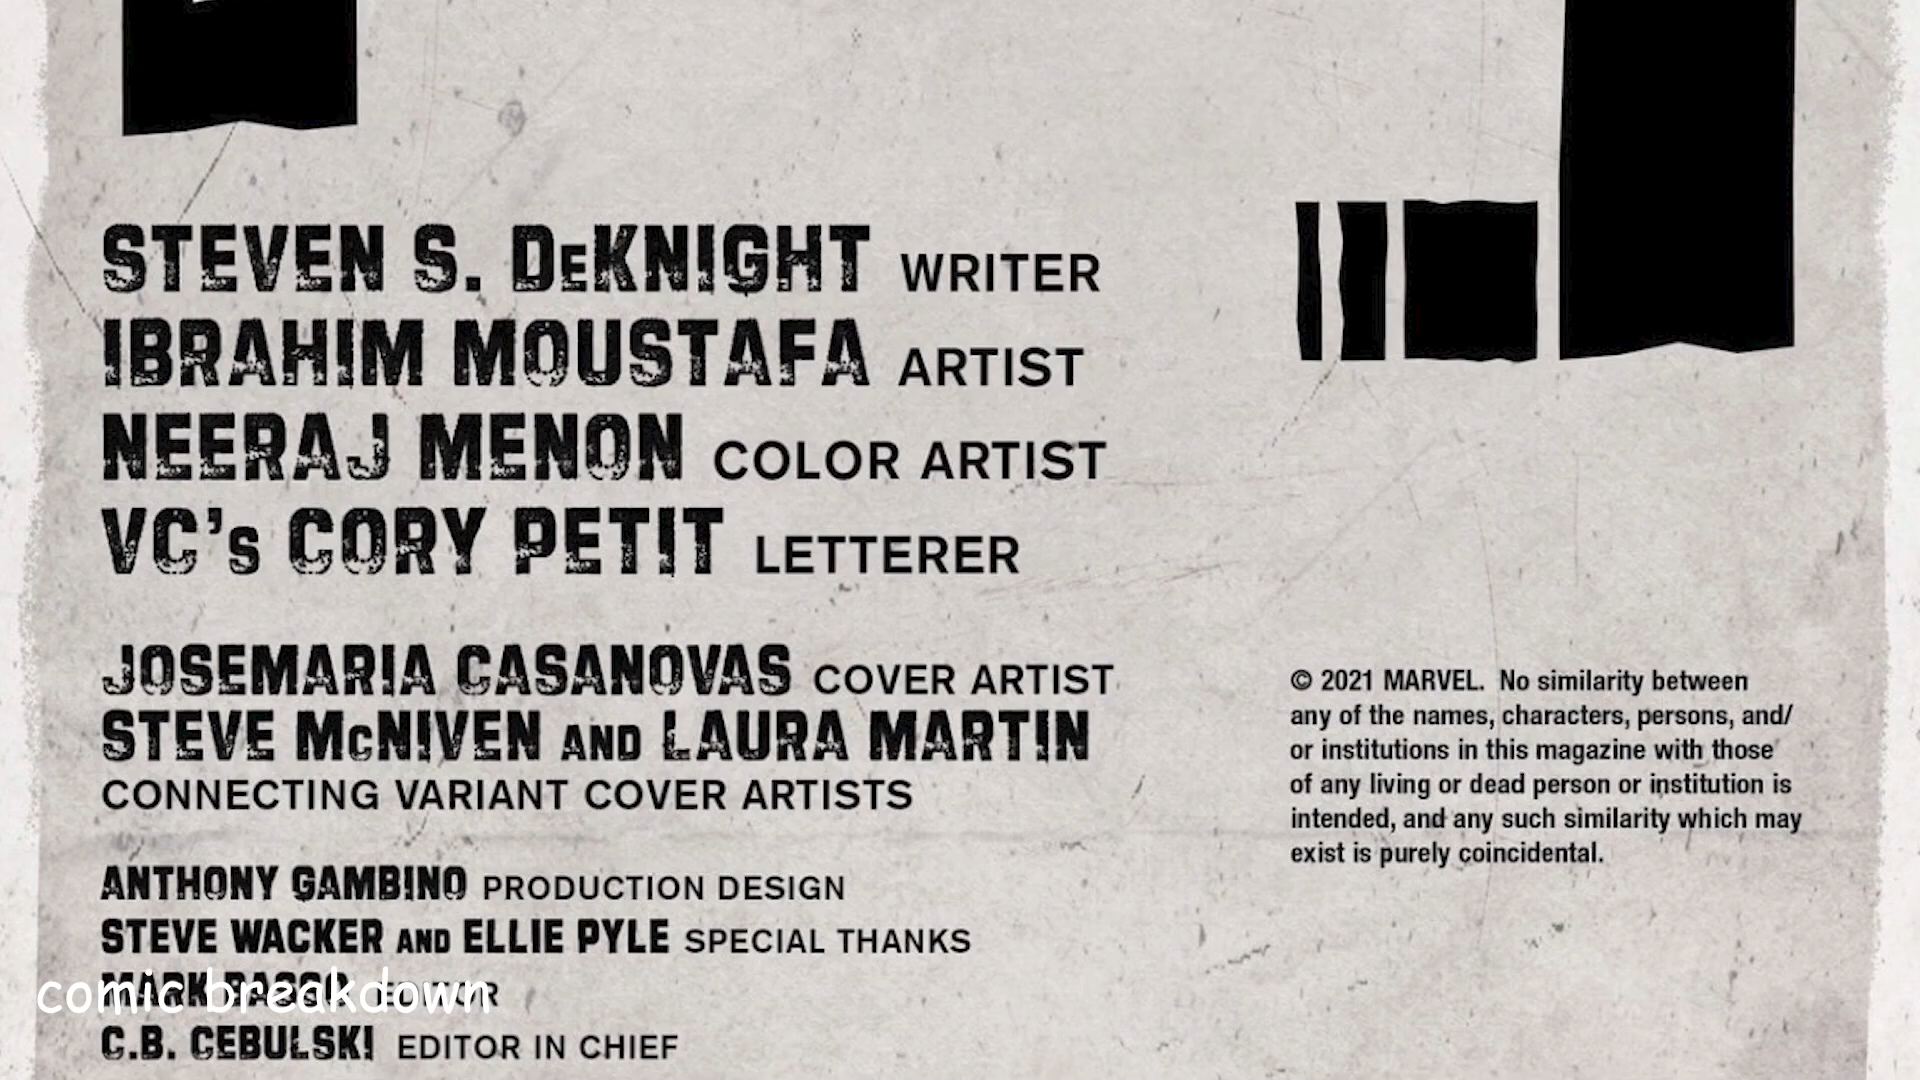 STEVEN S. DeKNIGHT WRITER
IBRAHIM MOUSTAFA ARTIST
NEERAJ MENON COLOR ARTIST
VC's CORY PETIT LETTERER
JOSEMARIA CASANOVAS COVER ARTIST
STEVE McNIVEN AND LAURA MARTIN
CONNECTING VARIANT COVER ARTISTS
ANTHONY GAMBINO PRODUCTION DESIGN
STEVE WACKER AND ELLIE PYLE SPECIAL THANKS
MARK BASSO EDITOR
comic breakdown
C.B. CEBULSKI EDITOR IN CHIEF
© 2021 MARVEL. No similarity between
any of the names, characters, persons, and/
or institutions in this magazine with those
of any living or dead person or institution is
intended, and any such similarity which may
exist is purely coincidental.